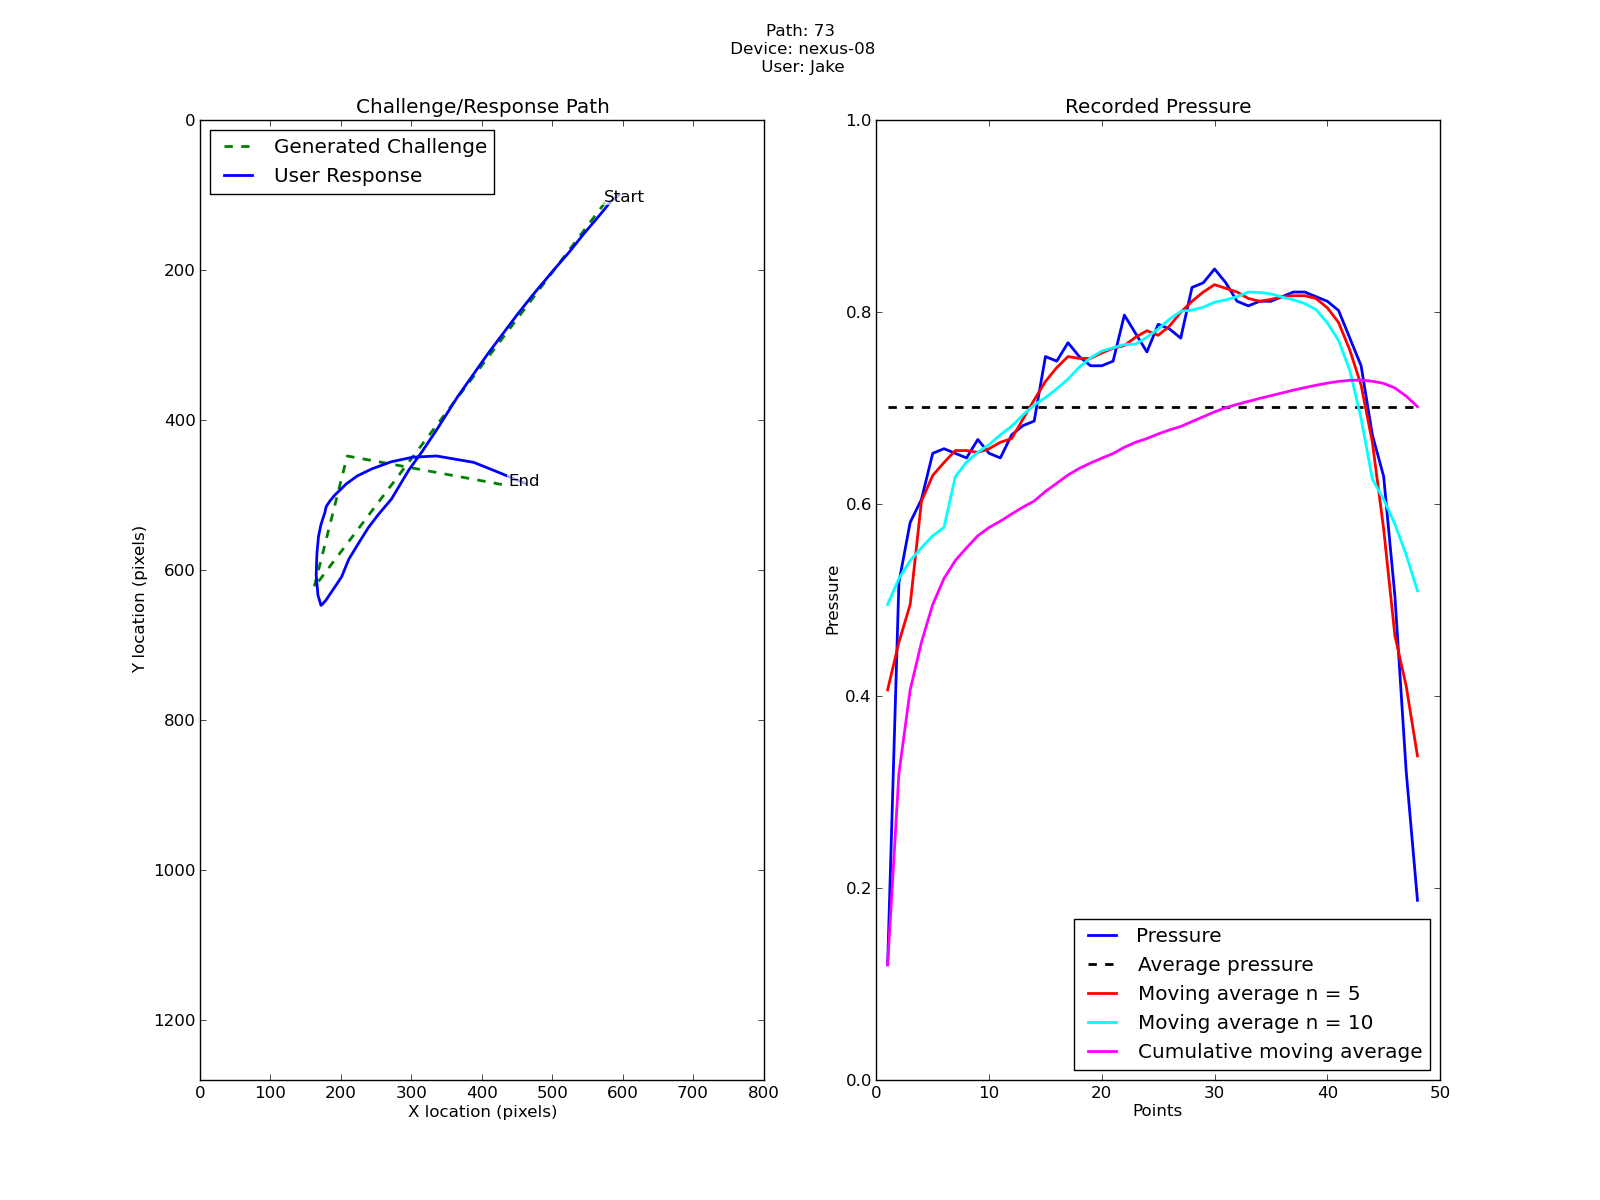 Path: 73
Device: nexus-08
User: Jake
Challenge/Response Path
Generated Challenge
User Response
Start
End
0
200
400
600
800
1000
1200
Y location (pixels)
0 100 200 300 400 500 600 700 800
X location (pixels)
Recorded Pressure
1.0
0.8
0.6
0.4
0.2
0.0
Pressure
Pressure
Average pressure
Moving average n = 5
Moving average n = 10
Cumulative moving average
0 10 20 30 40 50
Points